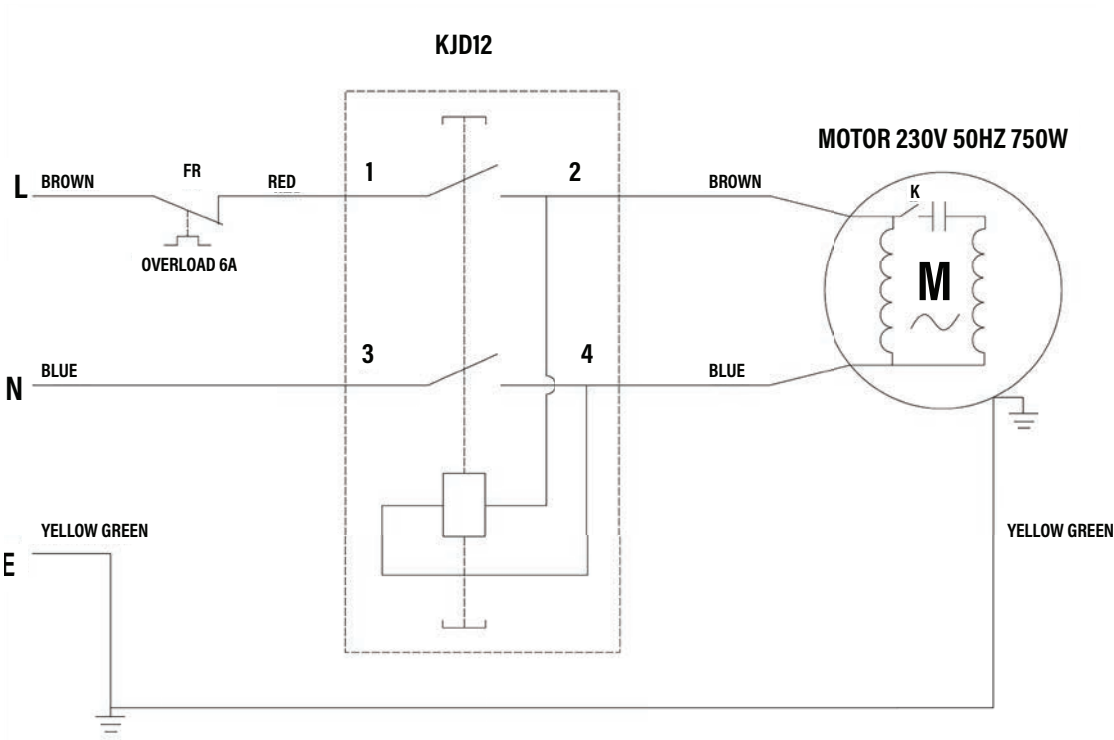 KJD12
MOTOR 230V 50HZ 750W
L
BROWN
FR
RED
1
2
BROWN
K
OVERLOAD 6A
M
N
BLUE
3
4
BLUE
E
YELLOW GREEN
YELLOW GREEN